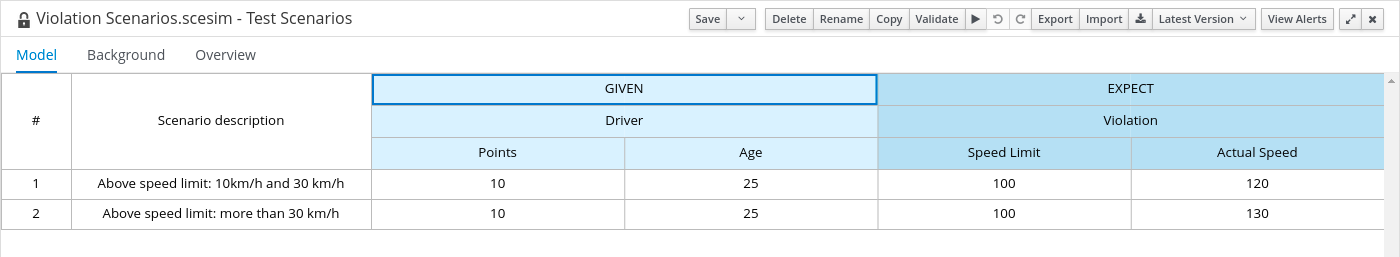 Violation Scenarios.scesim - Test Scenarios
Save Delete Rename Copy Validate Export Import Latest Version View Alerts
Model Background Overview
# Scenario description GIVEN EXPECT
Driver Violation
Points Age Speed Limit Actual Speed
1 Above speed limit: 10km/h and 30 km/h 10 25 100 120
2 Above speed limit: more than 30 km/h 10 25 100 130